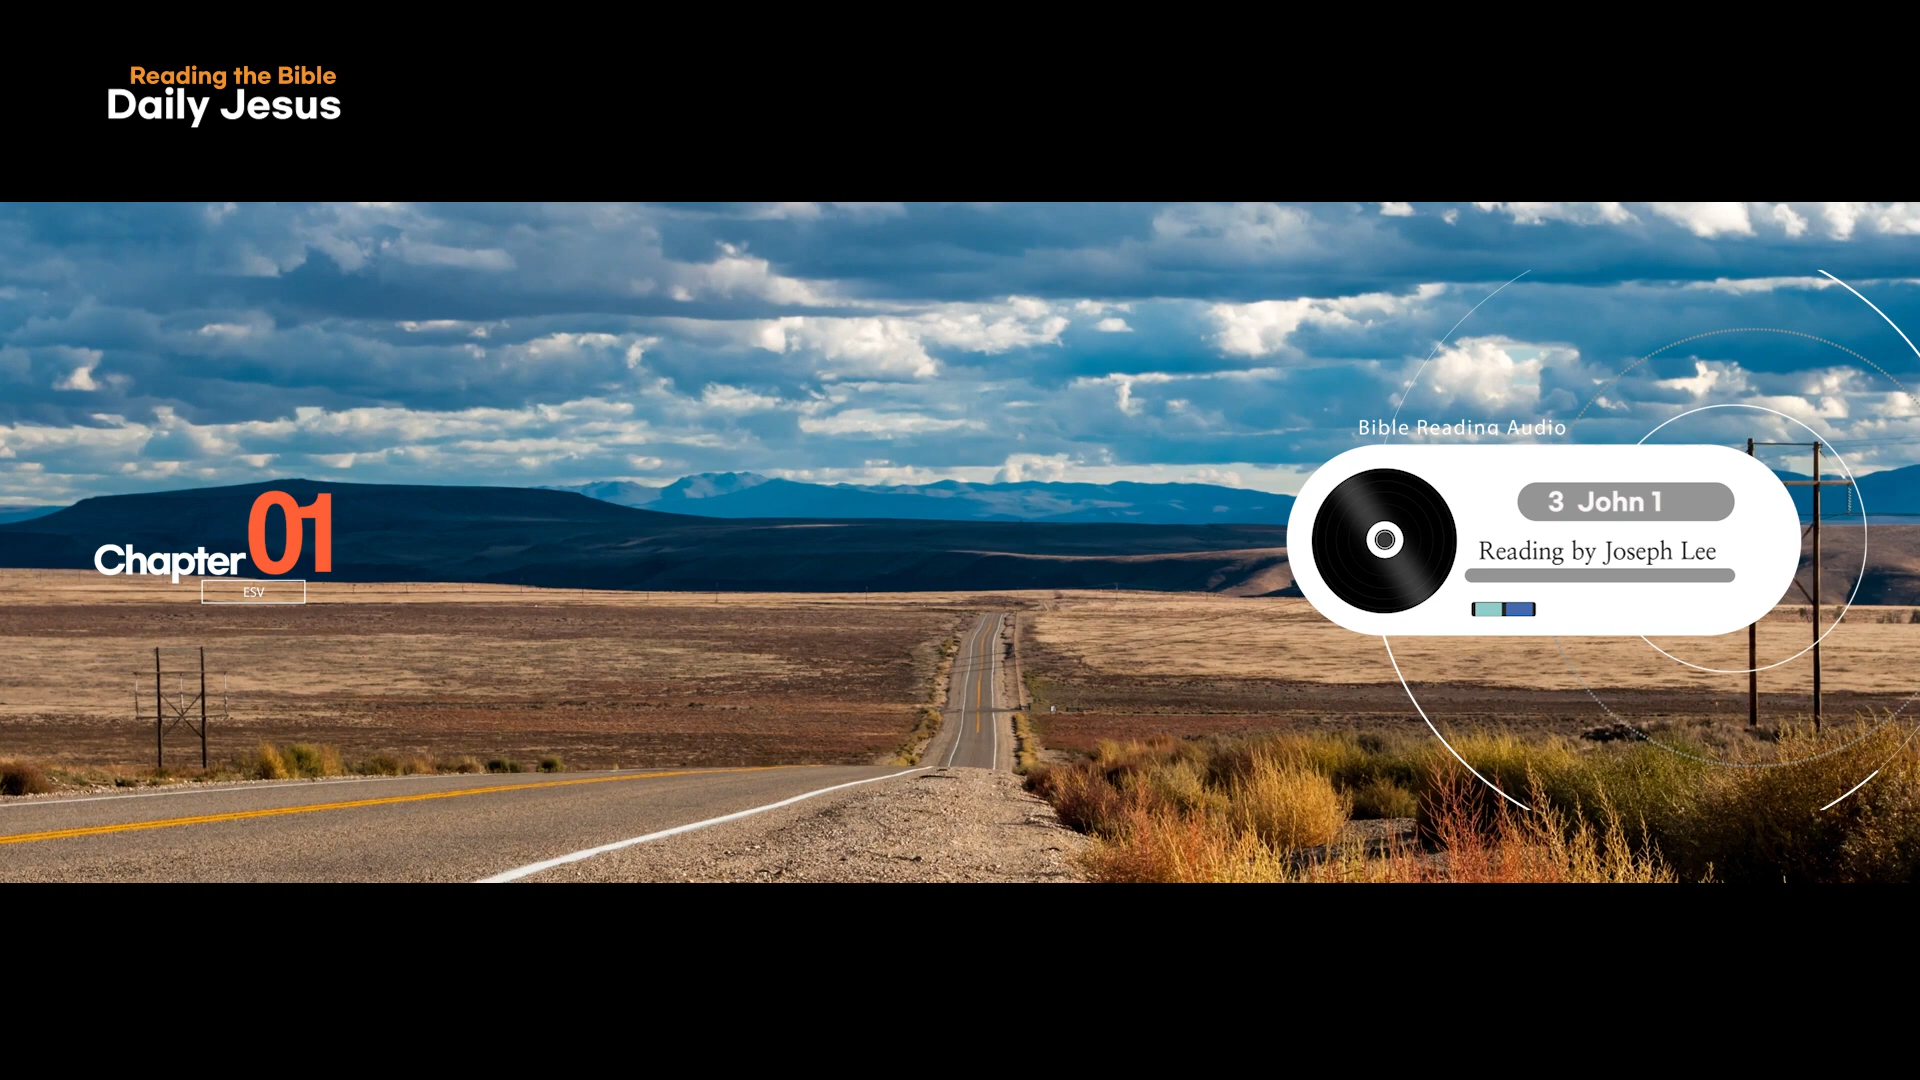 Reading the Bible
Daily Jesus
Chapter 01
ESV
Bible Reading Audio
3 John 1
Reading by Joseph Lee